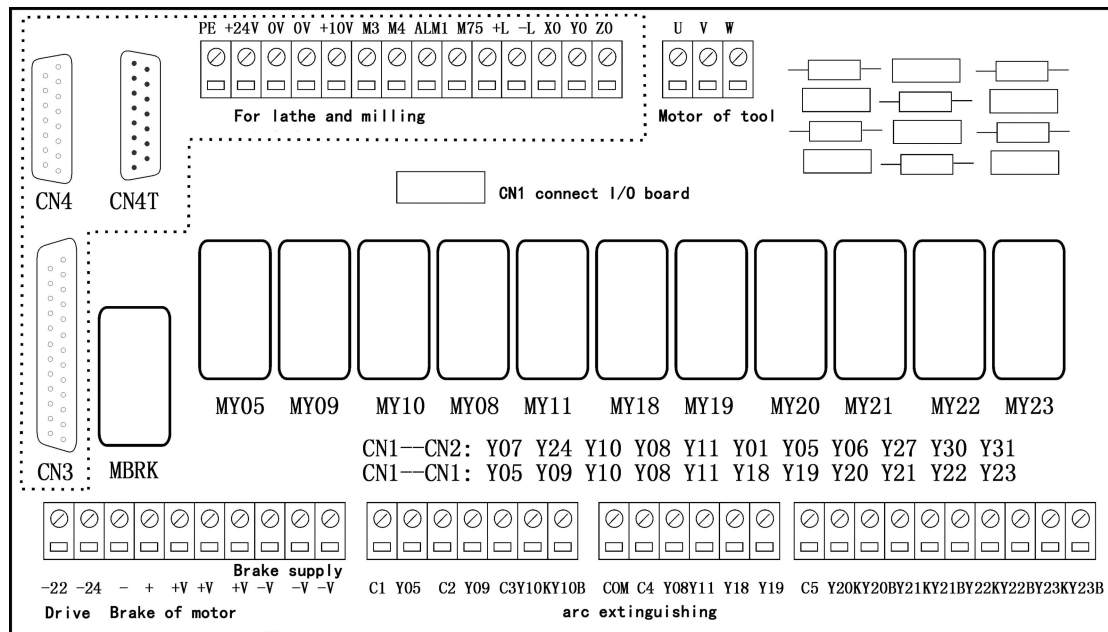 PE +24V 0V 0V +10V M3 M4 ALM1 M75 +L -L X0 Y0 Z0
U V W
For lathe and milling
Motor of tool
CN4 CN4T
CN1 connect I/O board
MY05 MY09 MY10 MY08 MY11 MY18 MY19 MY20 MY21 MY22 MY23
CN1--CN2: Y07 Y24 Y10 Y08 Y11 Y01 Y05 Y06 Y27 Y30 Y31
CN3 MBRK
CN1--CN1: Y05 Y09 Y10 Y08 Y11 Y18 Y19 Y20 Y21 Y22 Y23
Brake supply
-22 -24 - + +V +V +V -V -V -V
C1 Y05 C2 Y09 C3Y10KY10B
COM C4 Y08Y11 Y18 Y19
C5 Y20KY20BY21KY21BY22KY22BY23KY23B
Drive Brake of motor
arc extinguishing